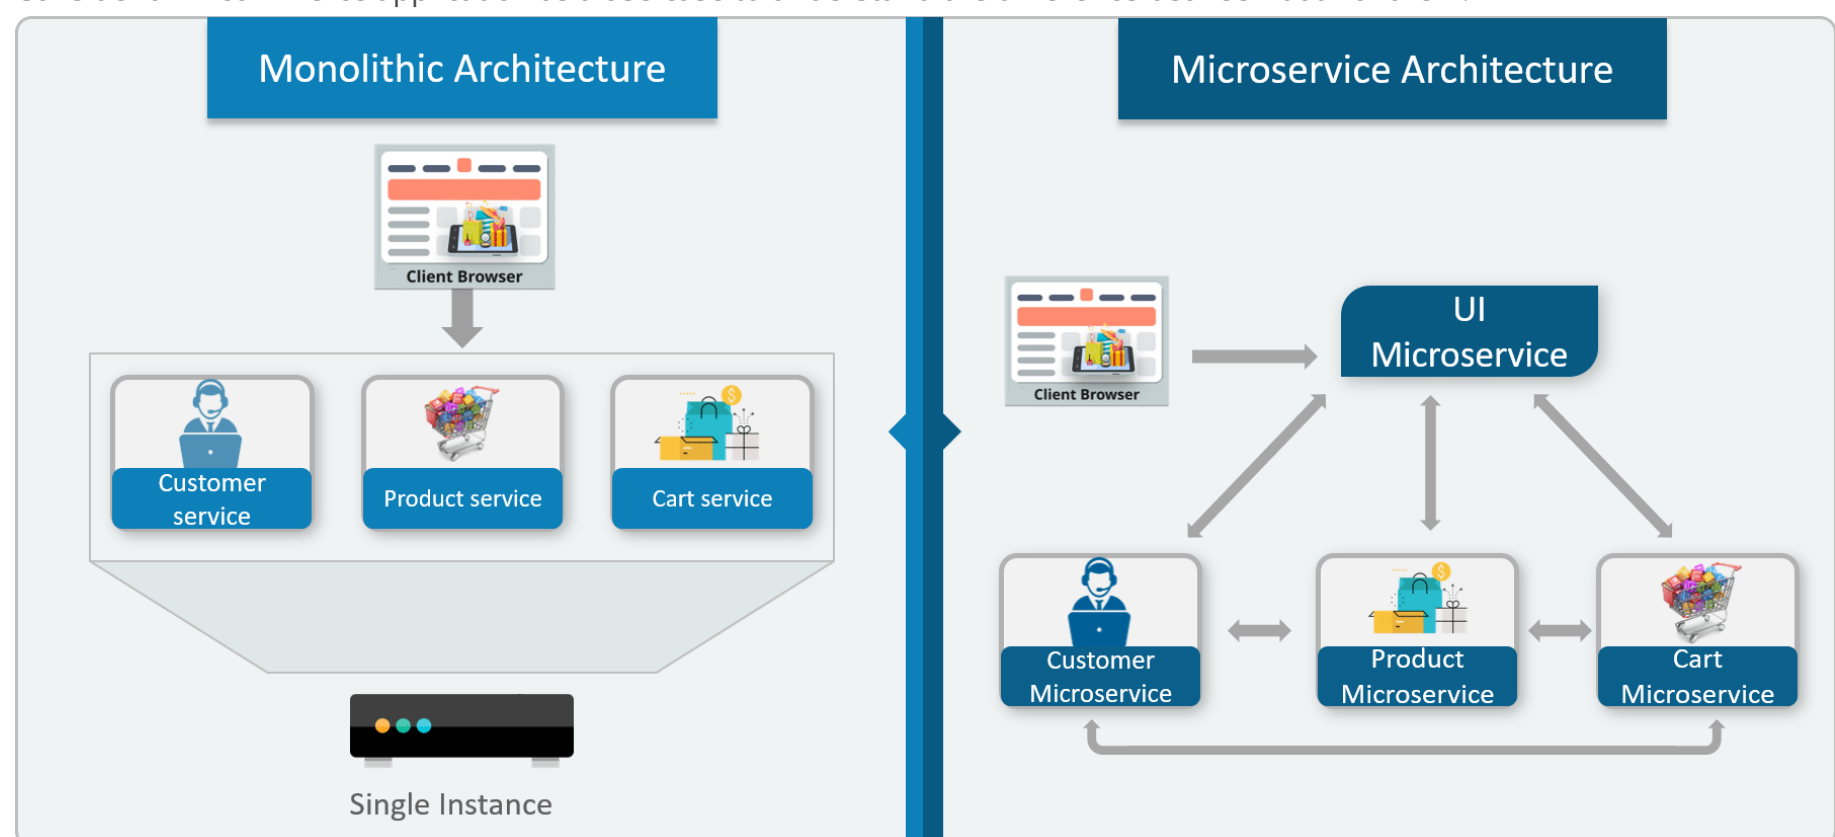 Monolithic Architecture
Client Browser
Customer
service
Product service
Cart service
Single Instance
Microservice Architecture
Client Browser
UI
Microservice
Customer
Microservice
Product
Microservice
Cart
Microservice